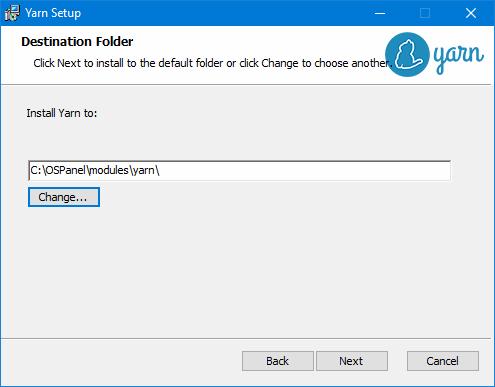 Yarn Setup
Destination Folder
Click Next to install to the default folder or click Change to choose another.
yarn
Install Yarn to:
C:\OSPanel\modules\yarn\
Change...
Back Next Cancel